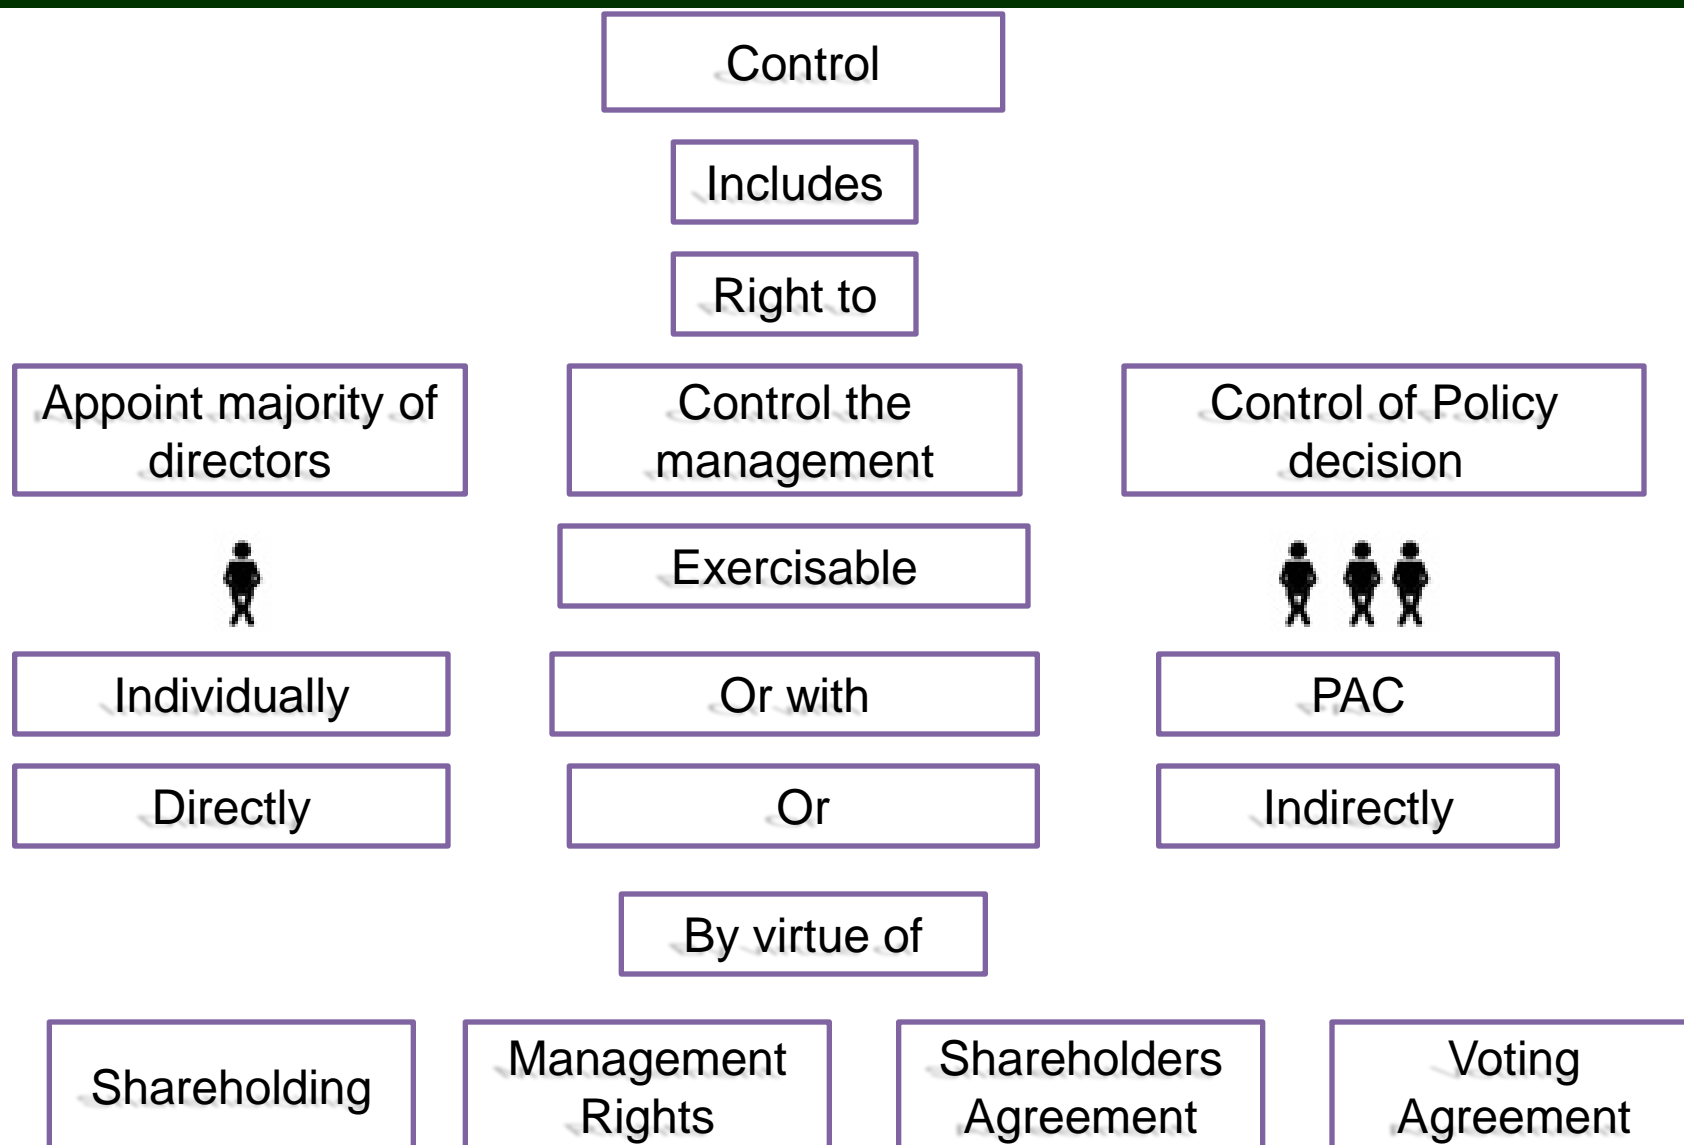 Control
Includes
Right to
Appoint majority of
directors
Control the
management
Control of Policy
decision
Exercisable
Individually
Or with
PAC
Directly
Or
Indirectly
By virtue of
Shareholding
Management
Rights
Shareholders
Agreement
Voting
Agreement